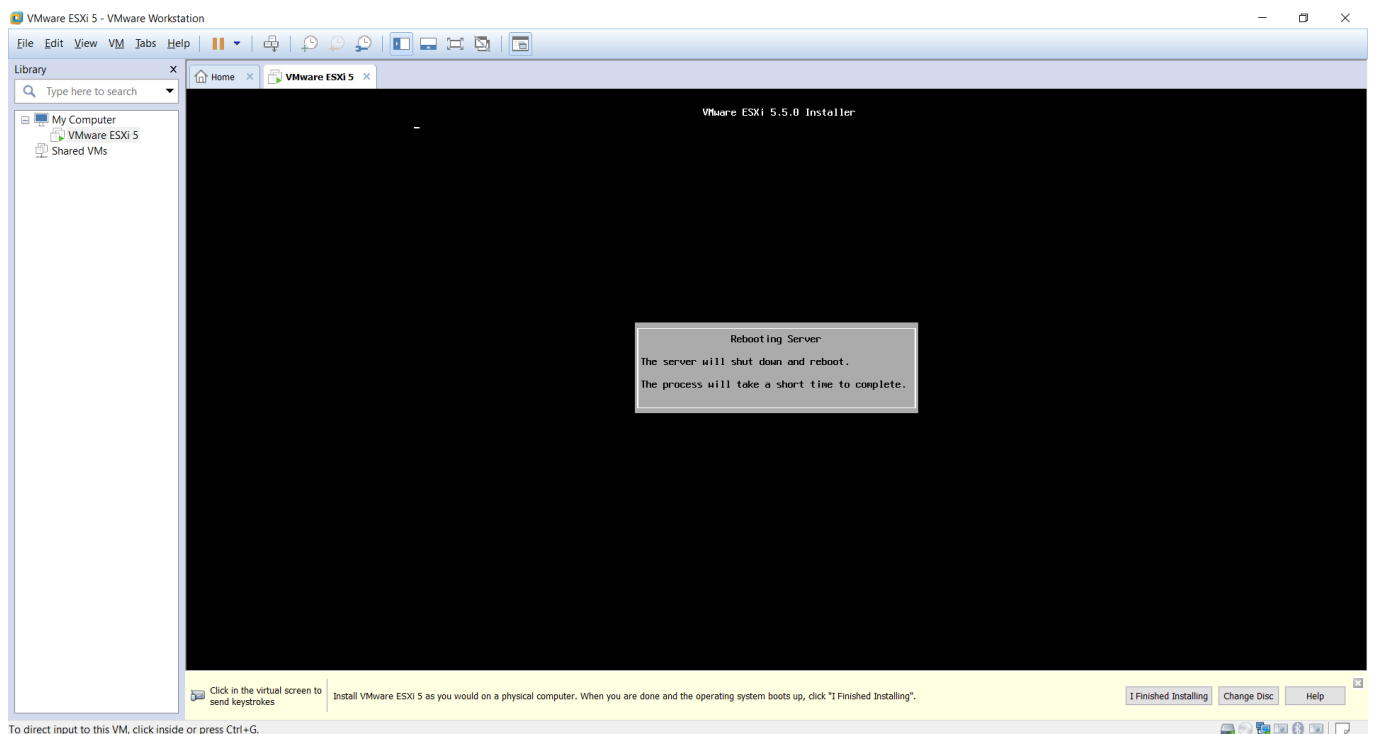 VMware ESXi 5 - VMware Workstation
File Edit View VM Tabs Help
Library
Type here to search
My Computer
VMware ESXi 5
Shared VMs
Home
VMware ESXi 5
VMware ESXi 5.5.0 Installer
Rebooting Server
The server will shut down and reboot.
The process will take a short time to complete.
Click in the virtual screen to
send keystrokes
Install VMware ESXi 5 as you would on a physical computer. When you are done and the operating system boots up, click "I Finished Installing".
I Finished Installing
Change Disc
Help
To direct input to this VM, click inside or press Ctrl+G.